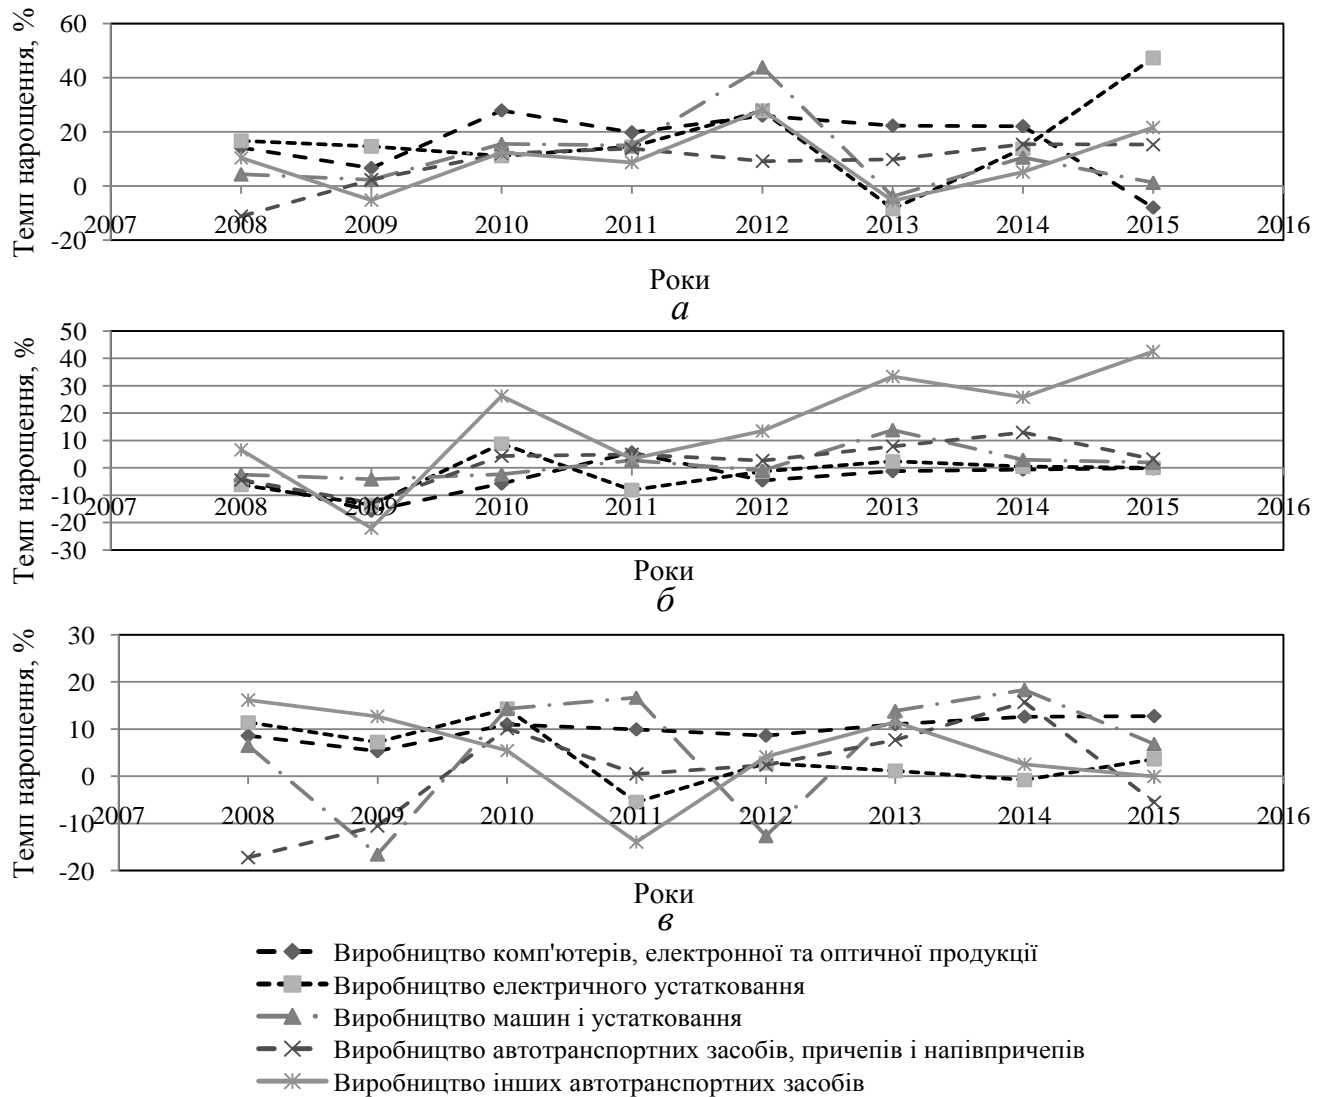 Темп нарощення, %
60
40
20
0
-20
2007 2008 2009 2010 2011 2012 2013 2014 2015 2016
Роки
а
Темп нарощення, %
50
40
30
20
10
0
-10
-20
-30
2007 2008 2009 2010 2011 2012 2013 2014 2015 2016
Роки
б
Темп нарощення, %
30
20
10
0
-10
-20
2007 2008 2009 2010 2011 2012 2013 2014 2015 2016
Роки
в
Виробництво комп'ютерів, електронної та оптичної продукції
Виробництво електричного устатковання
Виробництво машин і устатковання
Виробництво автотранспортних засобів, причепів і напівпричепів
Виробництво інших автотранспортних засобів